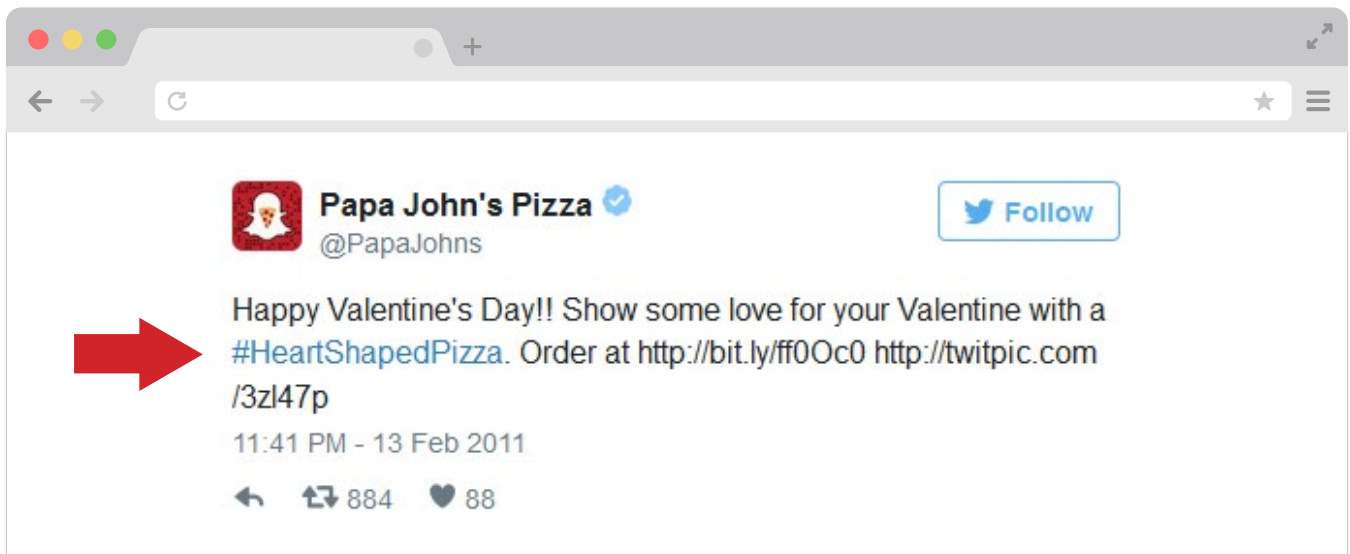 Papa John's Pizza
Follow
@PapaJohns
Happy Valentine's Day!! Show some love for your Valentine with a
#HeartShapedPizza. Order at http://bit.ly/ff0Oc0 http://twitpic.com
/3zl47p
11:41 PM - 13 Feb 2011
884 88